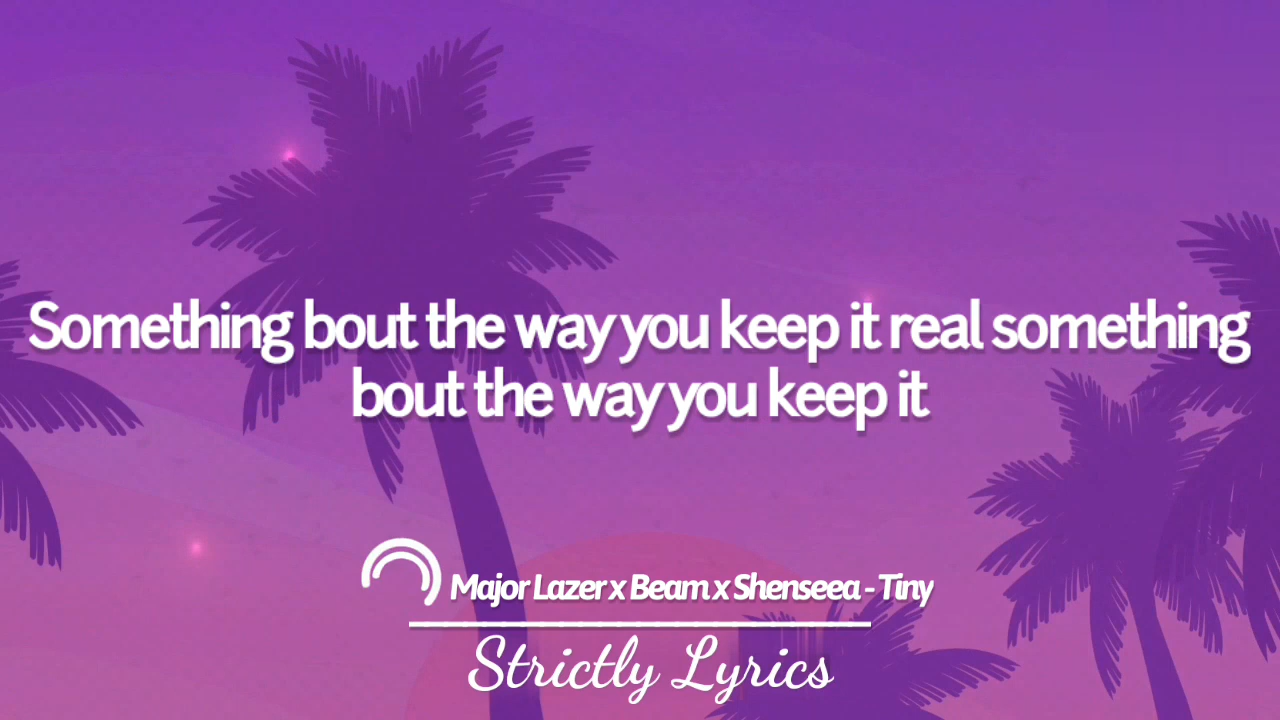 Something bout the way you keep it real something
bout the way you keep it
Major Lazer x Beam x Shenseea - Tiny
Strictly Lyrics